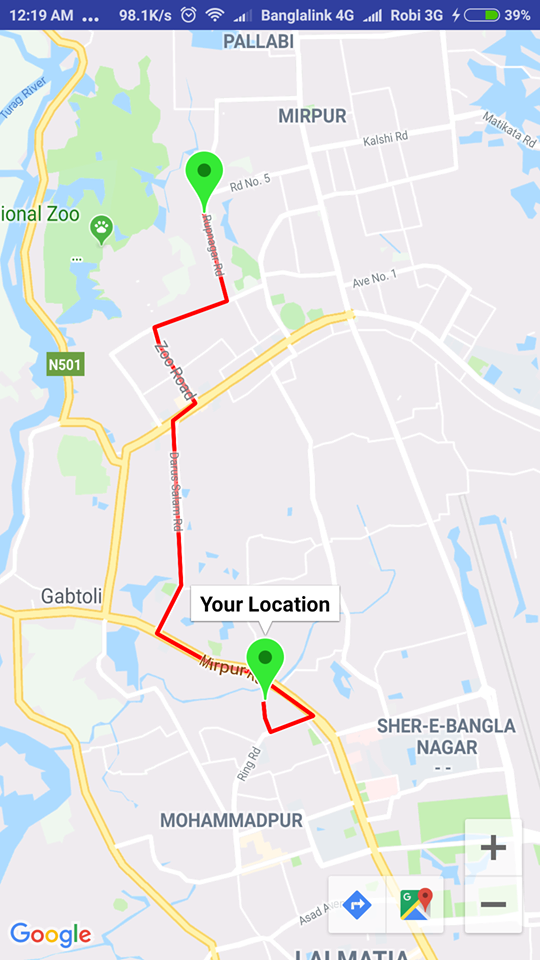 12:19 AM ... 98.1K/s Banglalink 4G Robi 3G 39%
PALLABI
Turag River
MIRPUR
Matikata Rd
Kalshi Rd
Rd No. 5
ional Zoo
...
Rupnagar Rd
Ave No. 1
Zoo Road
N501
Darus Salam Rd
Gabtoli
Your Location
Mirpur
SHER-E-BANGLA
NAGAR
- -
Ring Rd
MOHAMMADPUR
+
G
−
Asad Ave
Google
LALMATIA